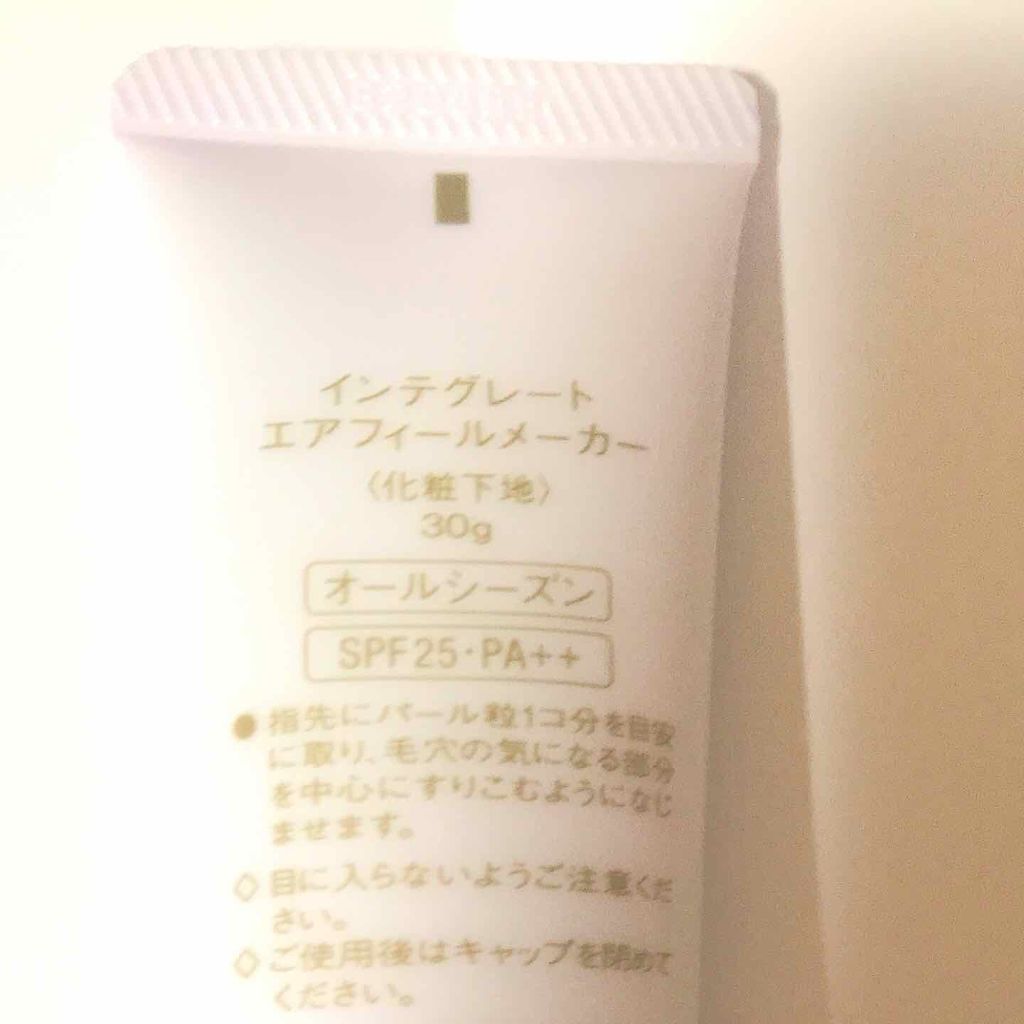 インテグレート
エアフィールメーカー
〈化粧下地〉
30g
オールシーズン
SPF25・PA++
●指先にパール粒1コ分を目安
に取り、毛穴の気になる部分
を中心にすりこむようになじ
ませます。
◇目に入らないようご注意くだ
さい。
◇ご使用後はキャップを閉めて
ください。